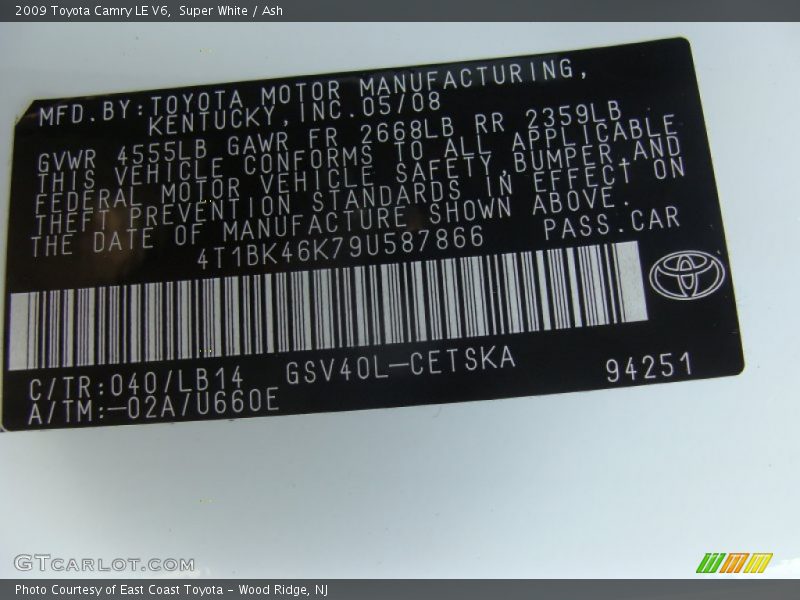 2009 Toyota Camry LE V6,  Super White / Ash
MFD.BY:TOYOTA MOTOR MANUFACTURING,
KENTUCKY,INC.05/08
GVWR 4555LB GAWR FR 2668LB RR 2359LB
THIS VEHICLE CONFORMS TO ALL APPLICABLE
FEDERAL MOTOR VEHICLE SAFETY,BUMPER,AND
THEFT PREVENTION STANDARDS IN EFFECT ON
THE DATE OF MANUFACTURE SHOWN ABOVE.
4T1BK46K79U587866 PASS.CAR
C/TR:040/LB14 GSV40L-CETSKA 94251
A/TM:-02A/U660E
GTCARLOT.COM
Photo Courtesy of East Coast Toyota - Wood Ridge, NJ